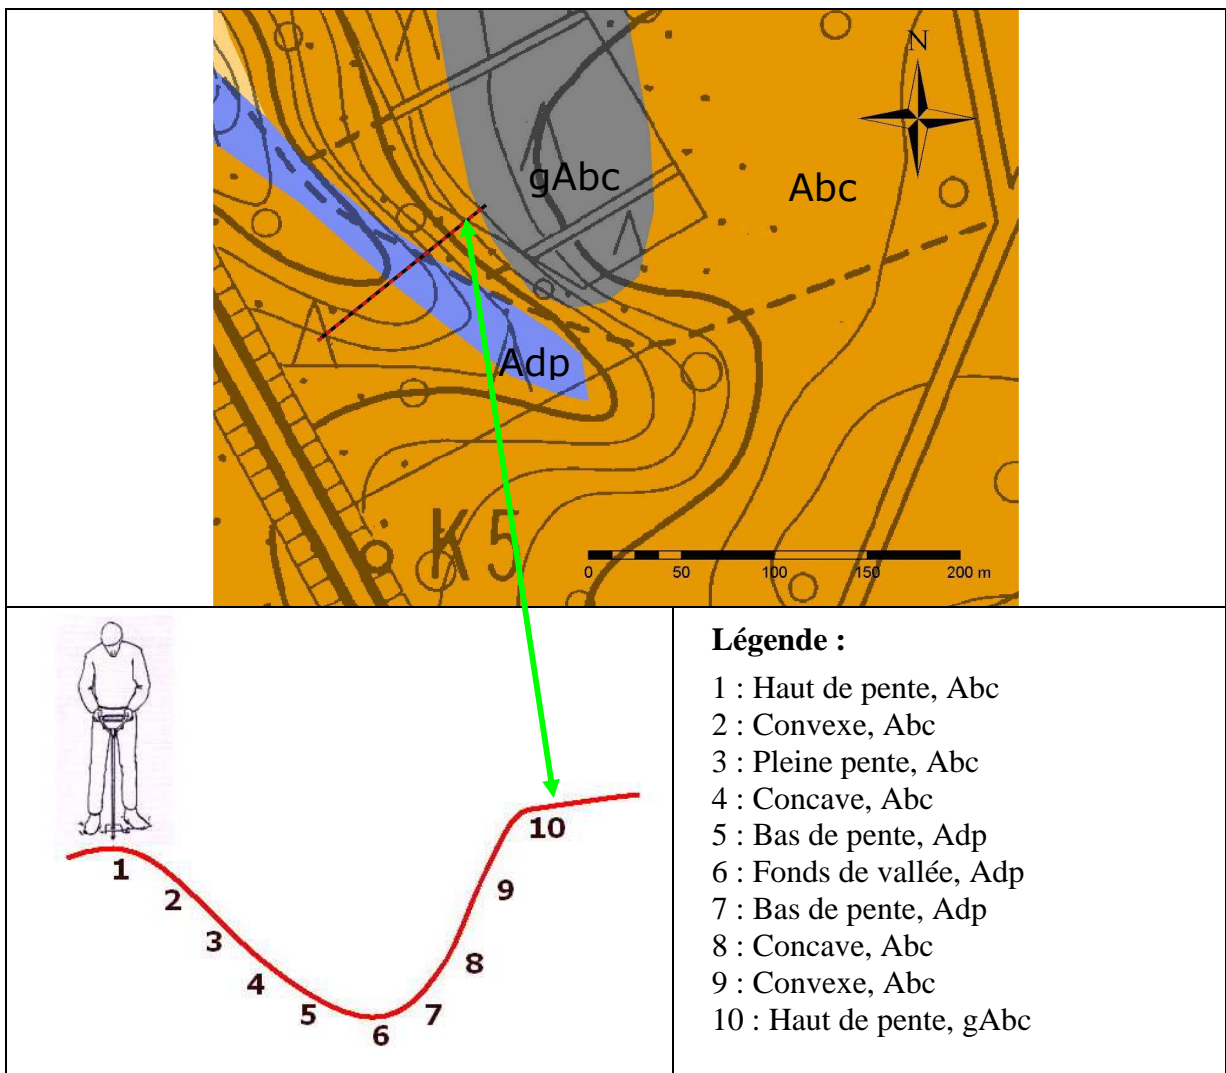 N
gAbc
Abc
Adp
K5
0 50 100 150 200 m
1
2
3
4
5
6
7
8
9
10
Légende :
1 : Haut de pente, Abc
2 : Convexe, Abc
3 : Pleine pente, Abc
4 : Concave, Abc
5 : Bas de pente, Adp
6 : Fonds de vallée, Adp
7 : Bas de pente, Adp
8 : Concave, Abc
9 : Convexe, Abc
10 : Haut de pente, gAbc